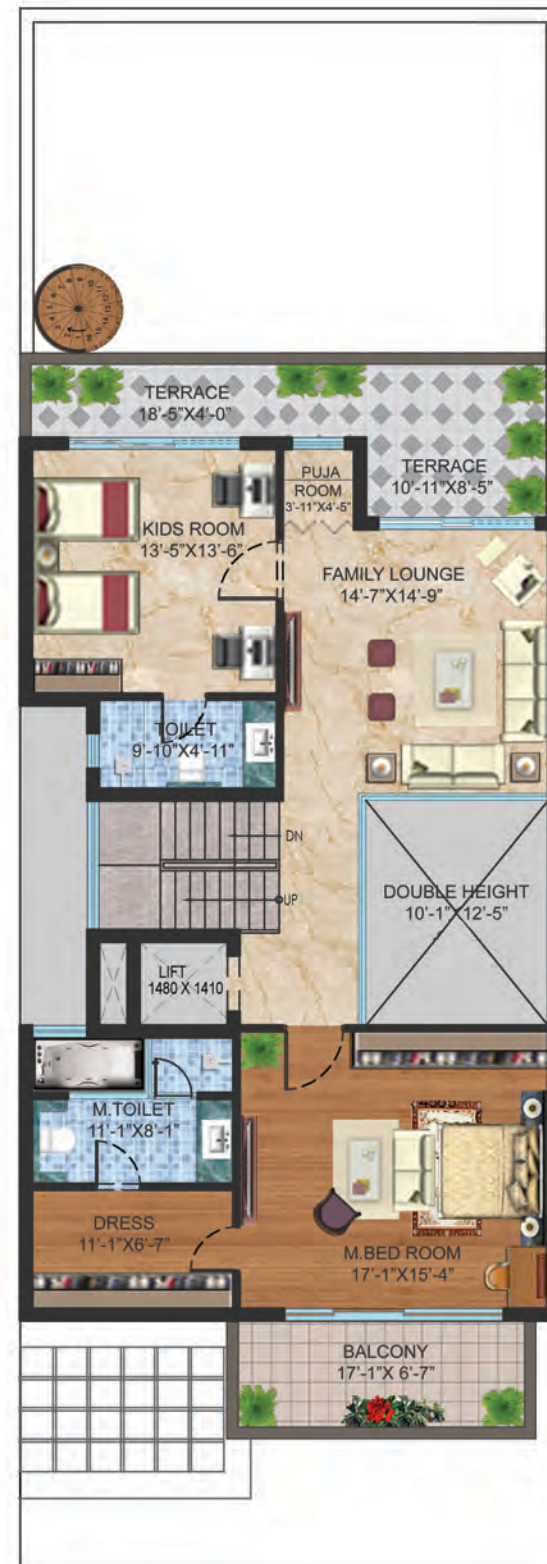 TERRACE
18'-5"X4'-0"
TERRACE
10'-11"X8'-5"
PUJA
ROOM
3'-11"X4'-5"
KIDS ROOM
13'-5"X13'-6"
FAMILY LOUNGE
14'-7"X14'-9"
TOILET
9'-10"X4'-11"
DN
UP
DOUBLE HEIGHT
10'-1"X12'-5"
LIFT
1480 X 1410
M.TOILET
11'-1"X8'-1"
DRESS
11'-1"X6'-7"
M.BED ROOM
17'-1"X15'-4"
BALCONY
17'-1"X 6'-7"